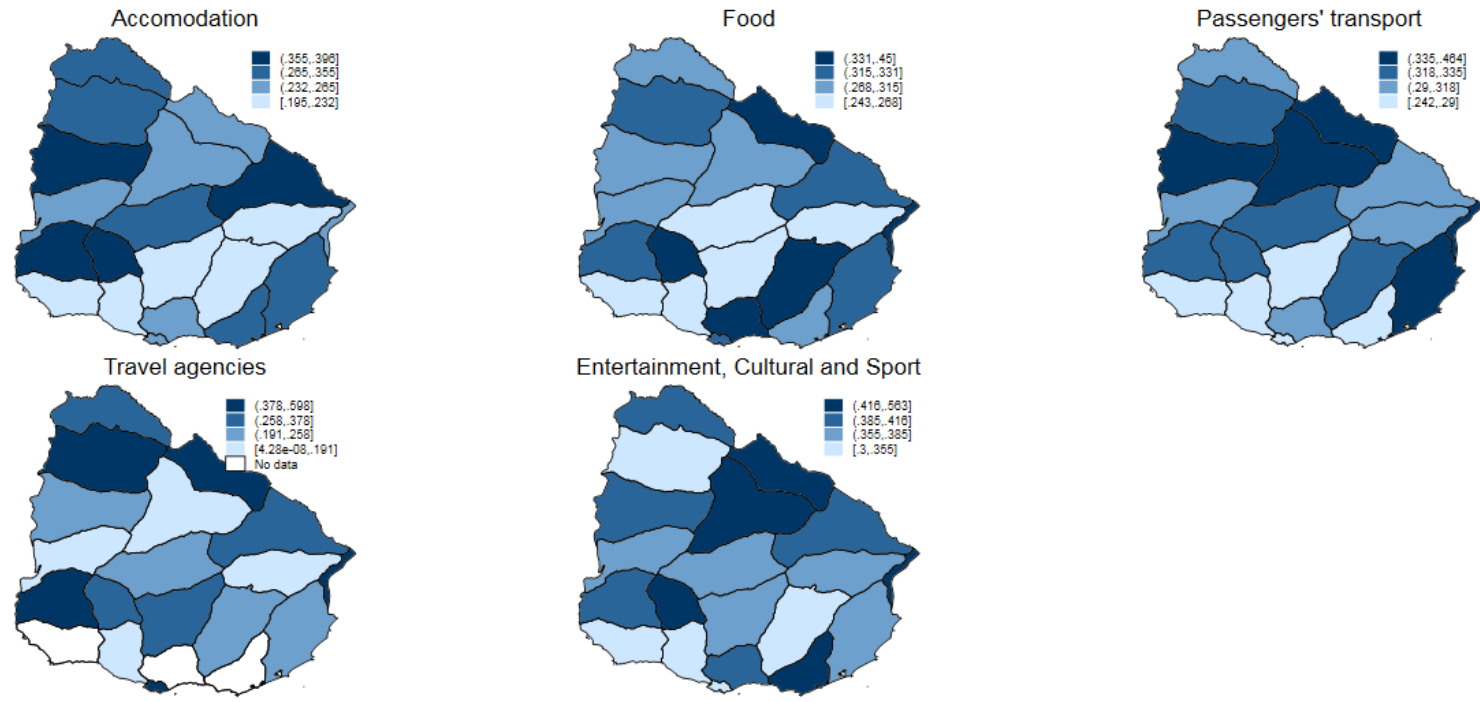 Accomodation
(.355,.396]
(.265,.355]
(.232,.265]
[.195,.232]
Food
(.331,.45]
(.315,.331]
(.268,.315]
[.243,.268]
Passengers' transport
(.335,.464]
(.318,.335]
(.29,.318]
[.242,.29]
Travel agencies
(.378,.598]
(.258,.378]
(.191,.258]
[4.28e-08,.191]
No data
Entertainment, Cultural and Sport
(.416,.563]
(.385,.416]
(.355,.385]
[.3,.355]